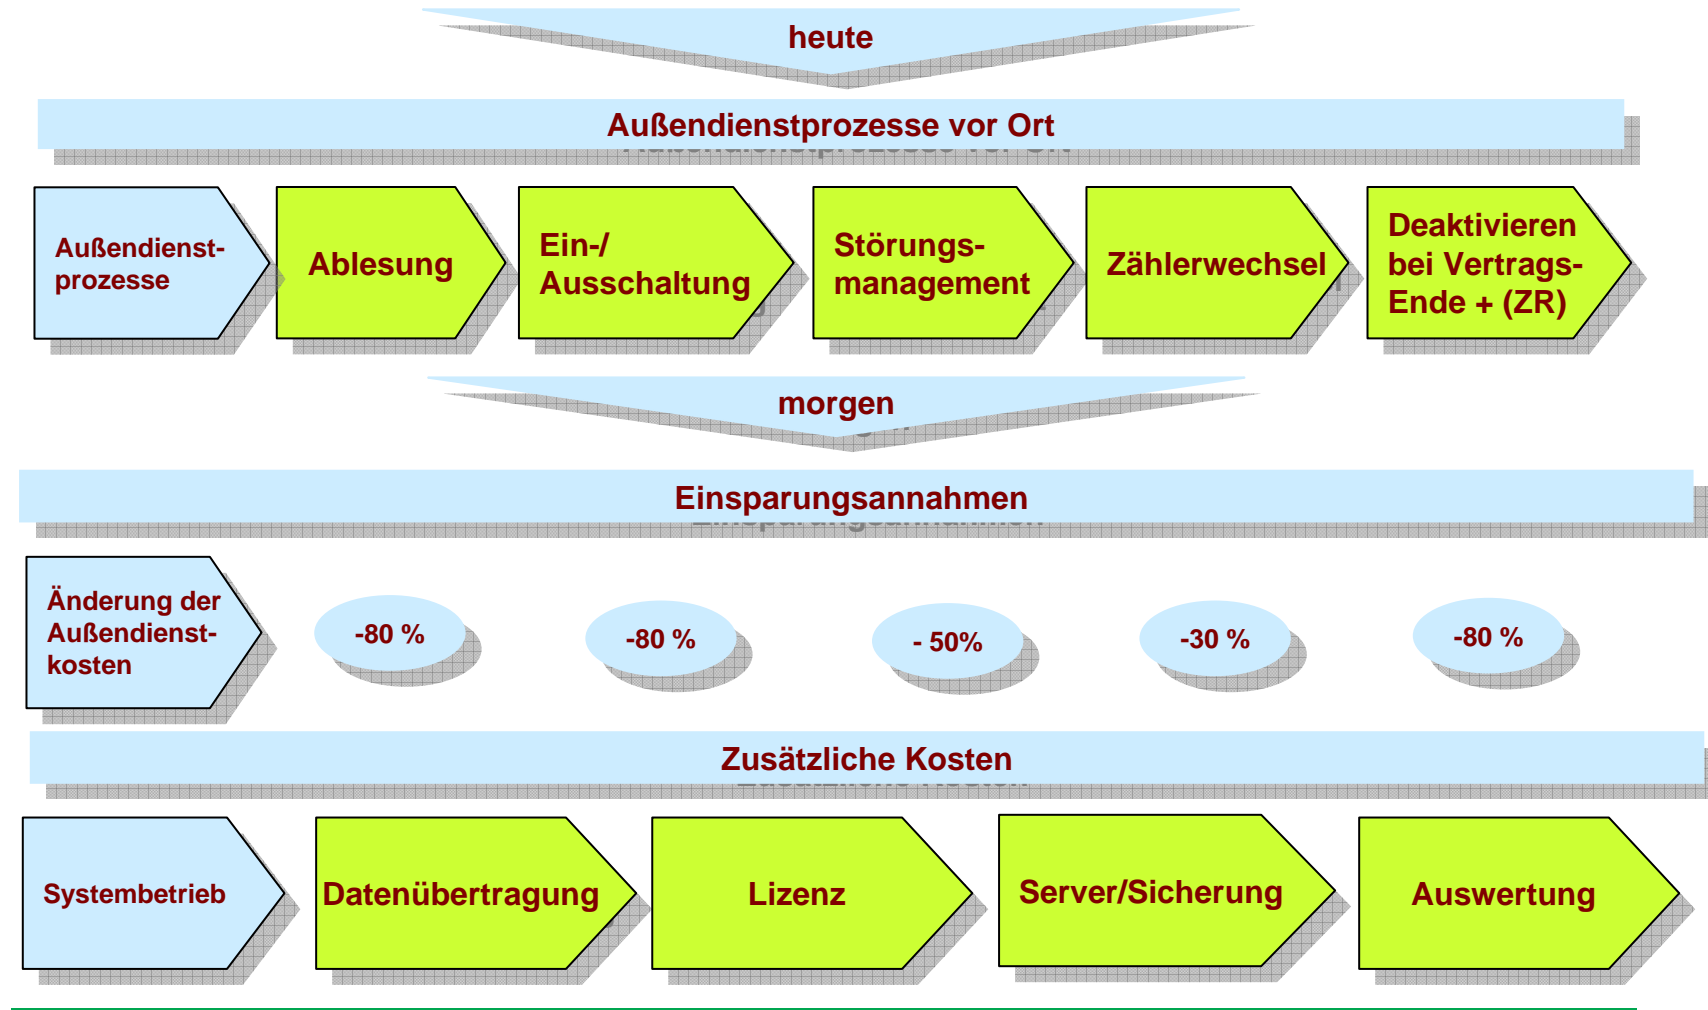 heute
Außendienstprozesse vor Ort
Außendienst-
prozesse
Ablesung
Ein-/
Ausschaltung
Störungs-
management
Zählerwechsel
Deaktivieren
bei Vertrags-
Ende + (ZR)
morgen
Einsparungsannahmen
Änderung der
Außendienst-
kosten
-80 %
-80 %
- 50%
-30 %
-80 %
Zusätzliche Kosten
Systembetrieb
Datenübertragung
Lizenz
Server/Sicherung
Auswertung